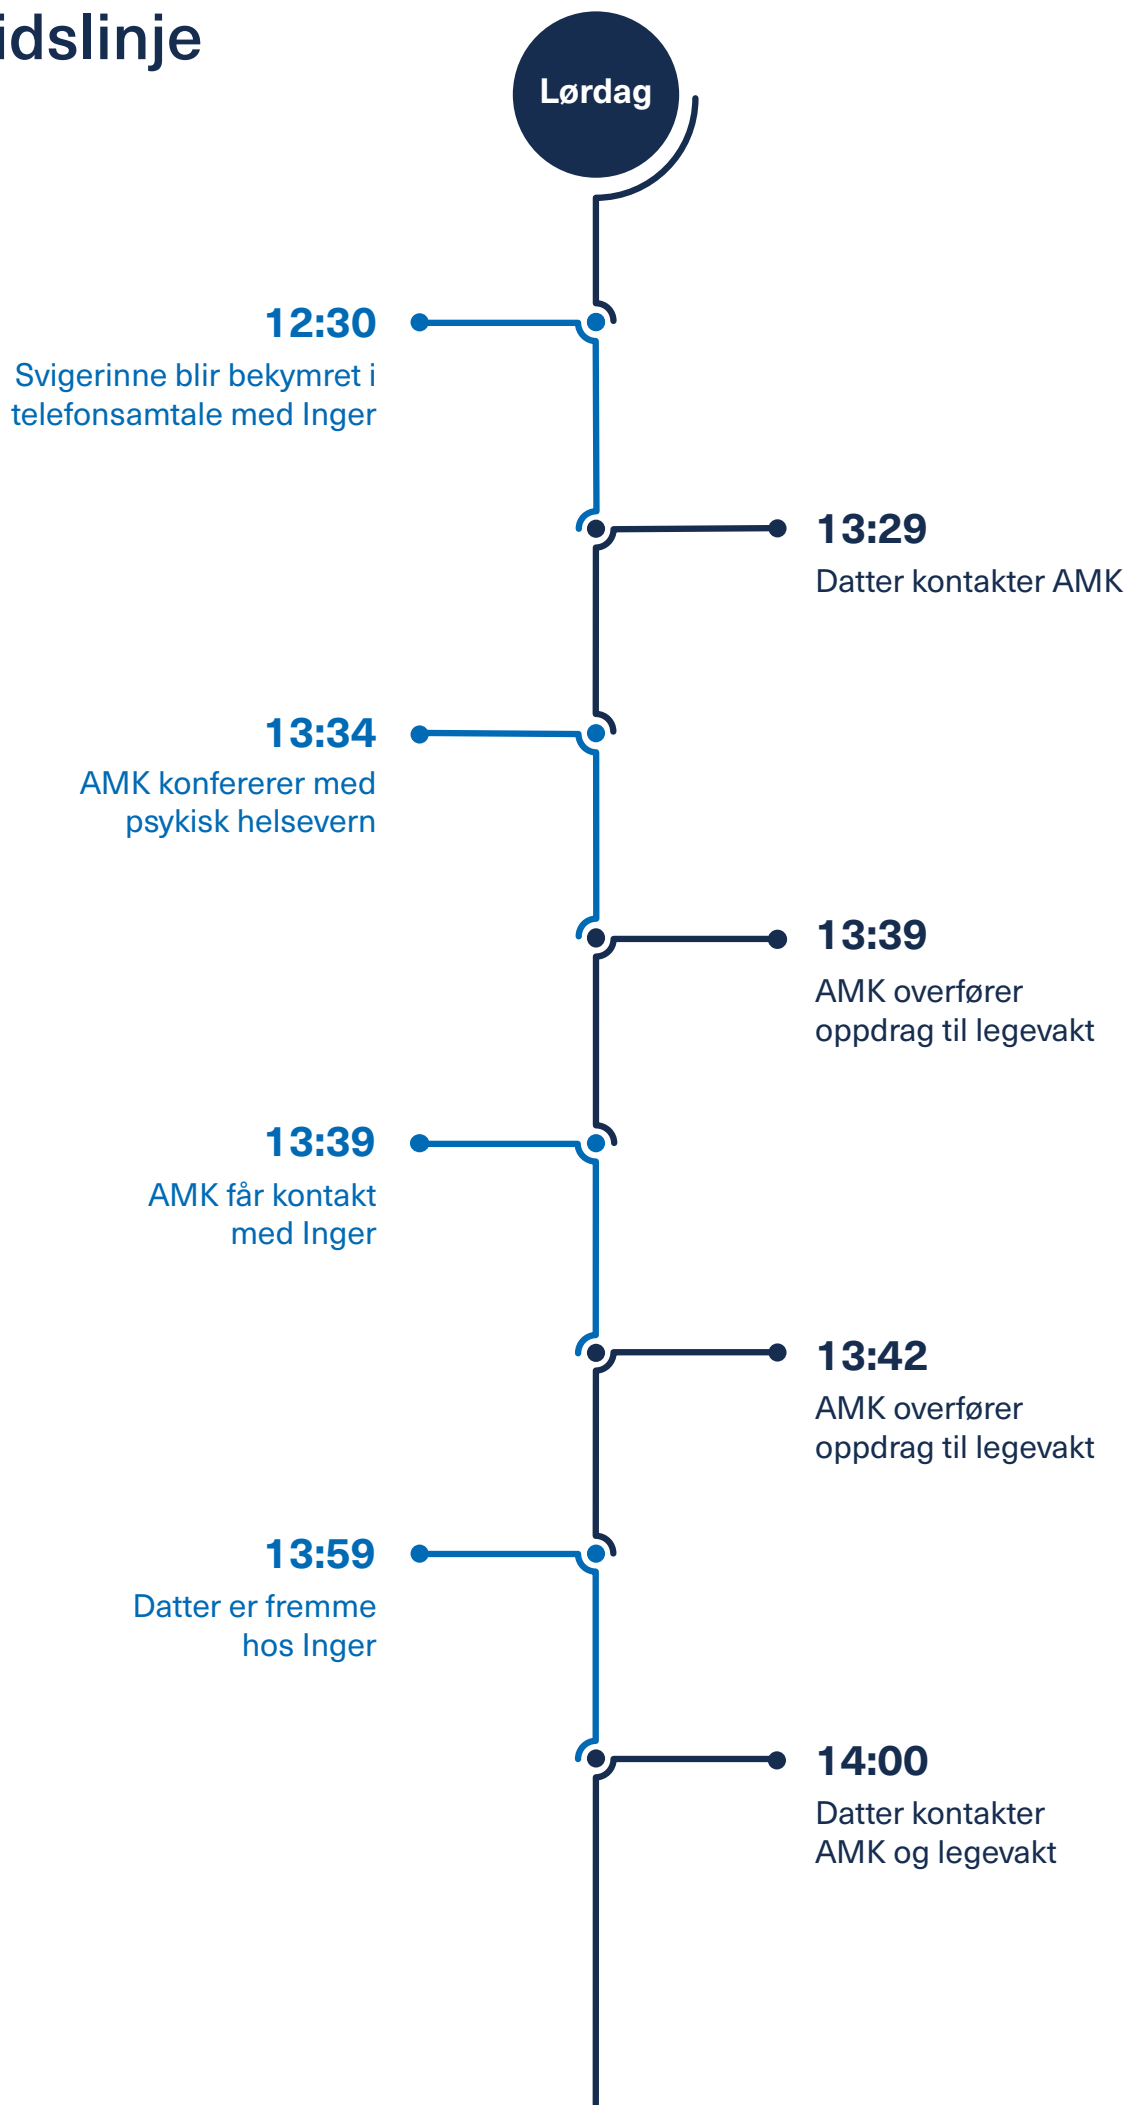 idslinje
Lørdag
12:30
Svigerinne blir bekymret i
telefonsamtale med Inger
13:29
Datter kontakter AMK
13:34
AMK konfererer med
psykisk helsevern
13:39
AMK overfører
oppdrag til legevakt
13:39
AMK får kontakt
med Inger
13:42
AMK overfører
oppdrag til legevakt
13:59
Datter er fremme
hos Inger
14:00
Datter kontakter
AMK og legevakt